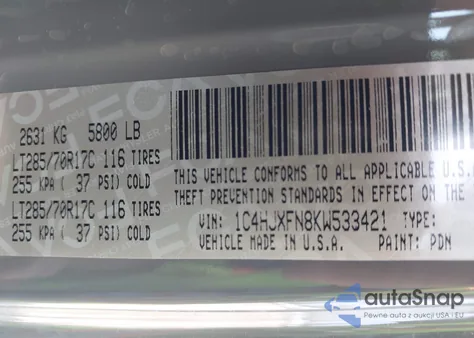 2631 KG 5800 LB
LT285/70R17C 116 TIRES
255 KPA ( 37 PSI) COLD
LT285/70R17C 116 TIRES
255 KPA ( 37 PSI) COLD
THIS VEHICLE CONFORMS TO ALL APPLICABLE
THEFT PREVENTION STANDARDS IN EFFECT ON THE
VIN: 1C4HJXFN8KW533421 TYPE:
VEHICLE MADE IN U.S.A. PAINT: PDN
autoSnap
Pewne auta z aukcji USA i EU